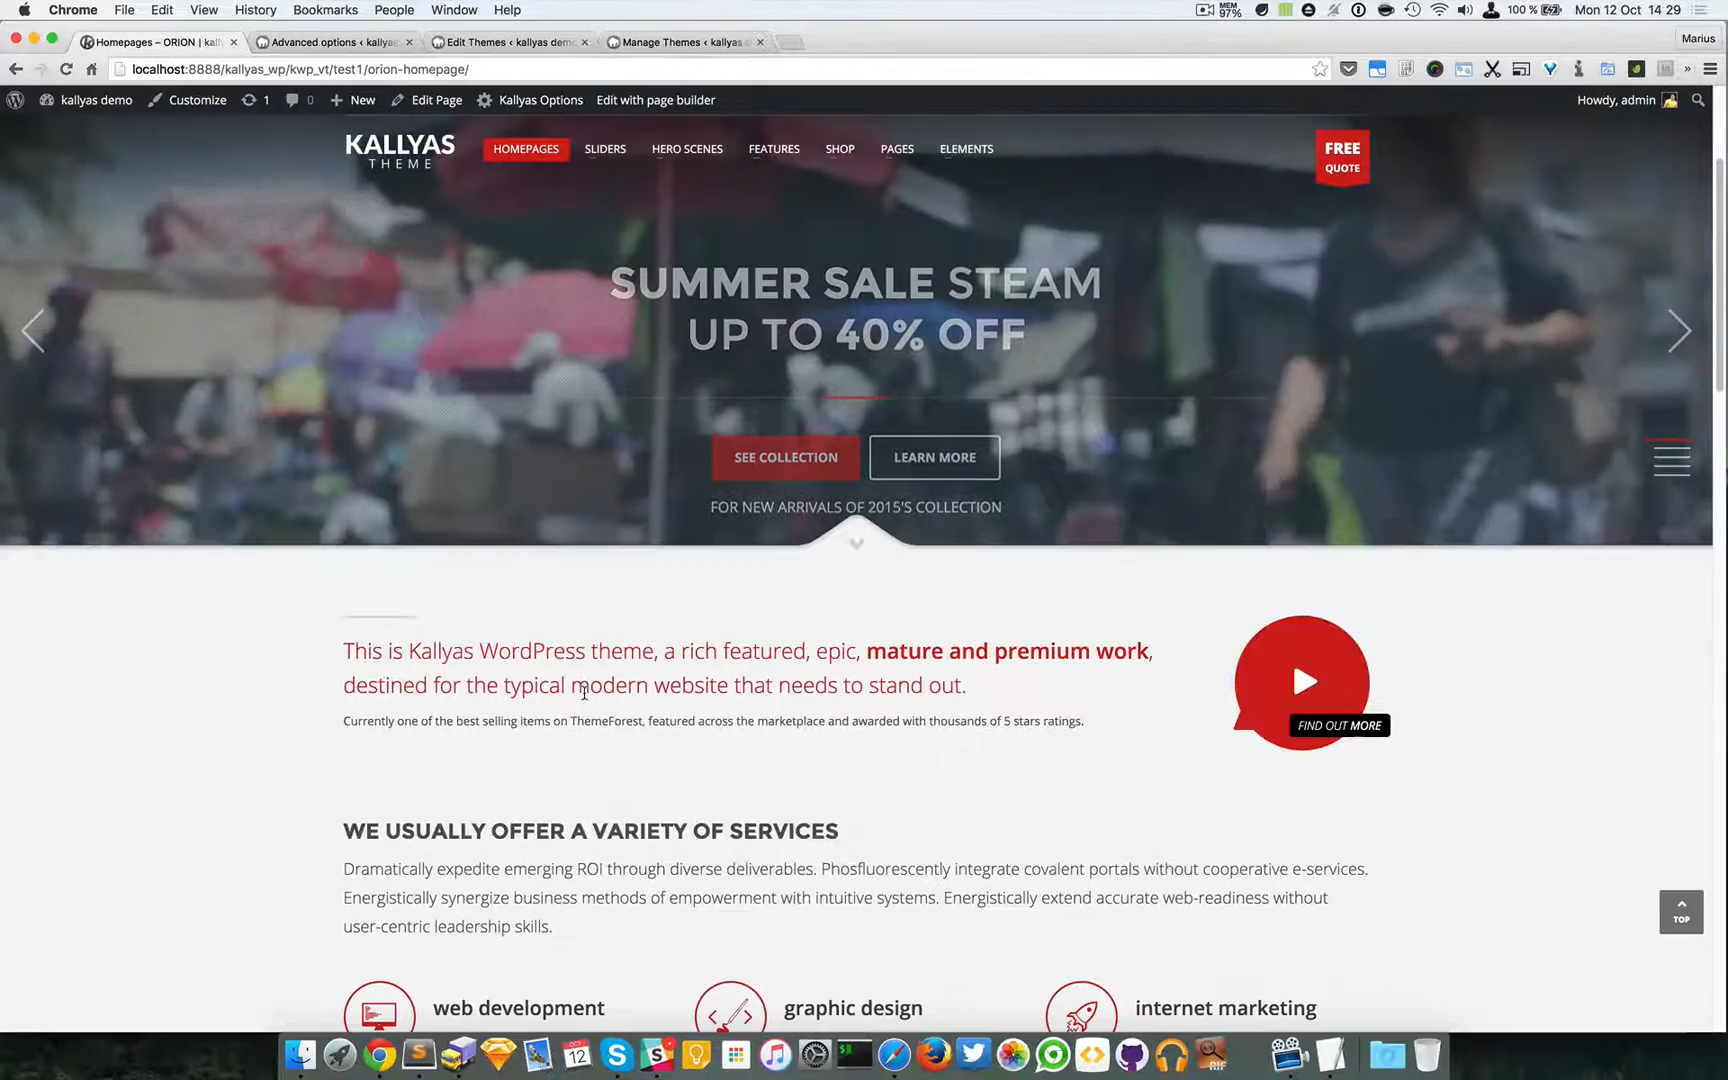 Chrome File Edit View History Bookmarks People Window Help MEM 97% 100 % Mon 12 Oct 14:29
Homepages – ORION | kally Advanced options ‹ kallyas Edit Themes ‹ kallyas demo Manage Themes ‹ kallyas d Marius
localhost:8888/kallyas_wp/kwp_vt/test1/orion-homepage/
kallyas demo Customize 1 0 New Edit Page Kallyas Options Edit with page builder Howdy, admin
KALLYAS
THEME
HOMEPAGES SLIDERS HERO SCENES FEATURES SHOP PAGES ELEMENTS
FREE
QUOTE
SUMMER SALE STEAM
UP TO 40% OFF
SEE COLLECTION LEARN MORE
FOR NEW ARRIVALS OF 2015'S COLLECTION
This is Kallyas WordPress theme, a rich featured, epic, mature and premium work,
destined for the typical modern website that needs to stand out.
Currently one of the best selling items on ThemeForest, featured across the marketplace and awarded with thousands of 5 stars ratings.
FIND OUT MORE
WE USUALLY OFFER A VARIETY OF SERVICES
Dramatically expedite emerging ROI through diverse deliverables. Phosfluorescently integrate covalent portals without cooperative e-services.
Energistically synergize business methods of empowerment with intuitive systems. Energistically extend accurate web-readiness without
user-centric leadership skills.
TOP
web development graphic design internet marketing
OCT
12
RIF